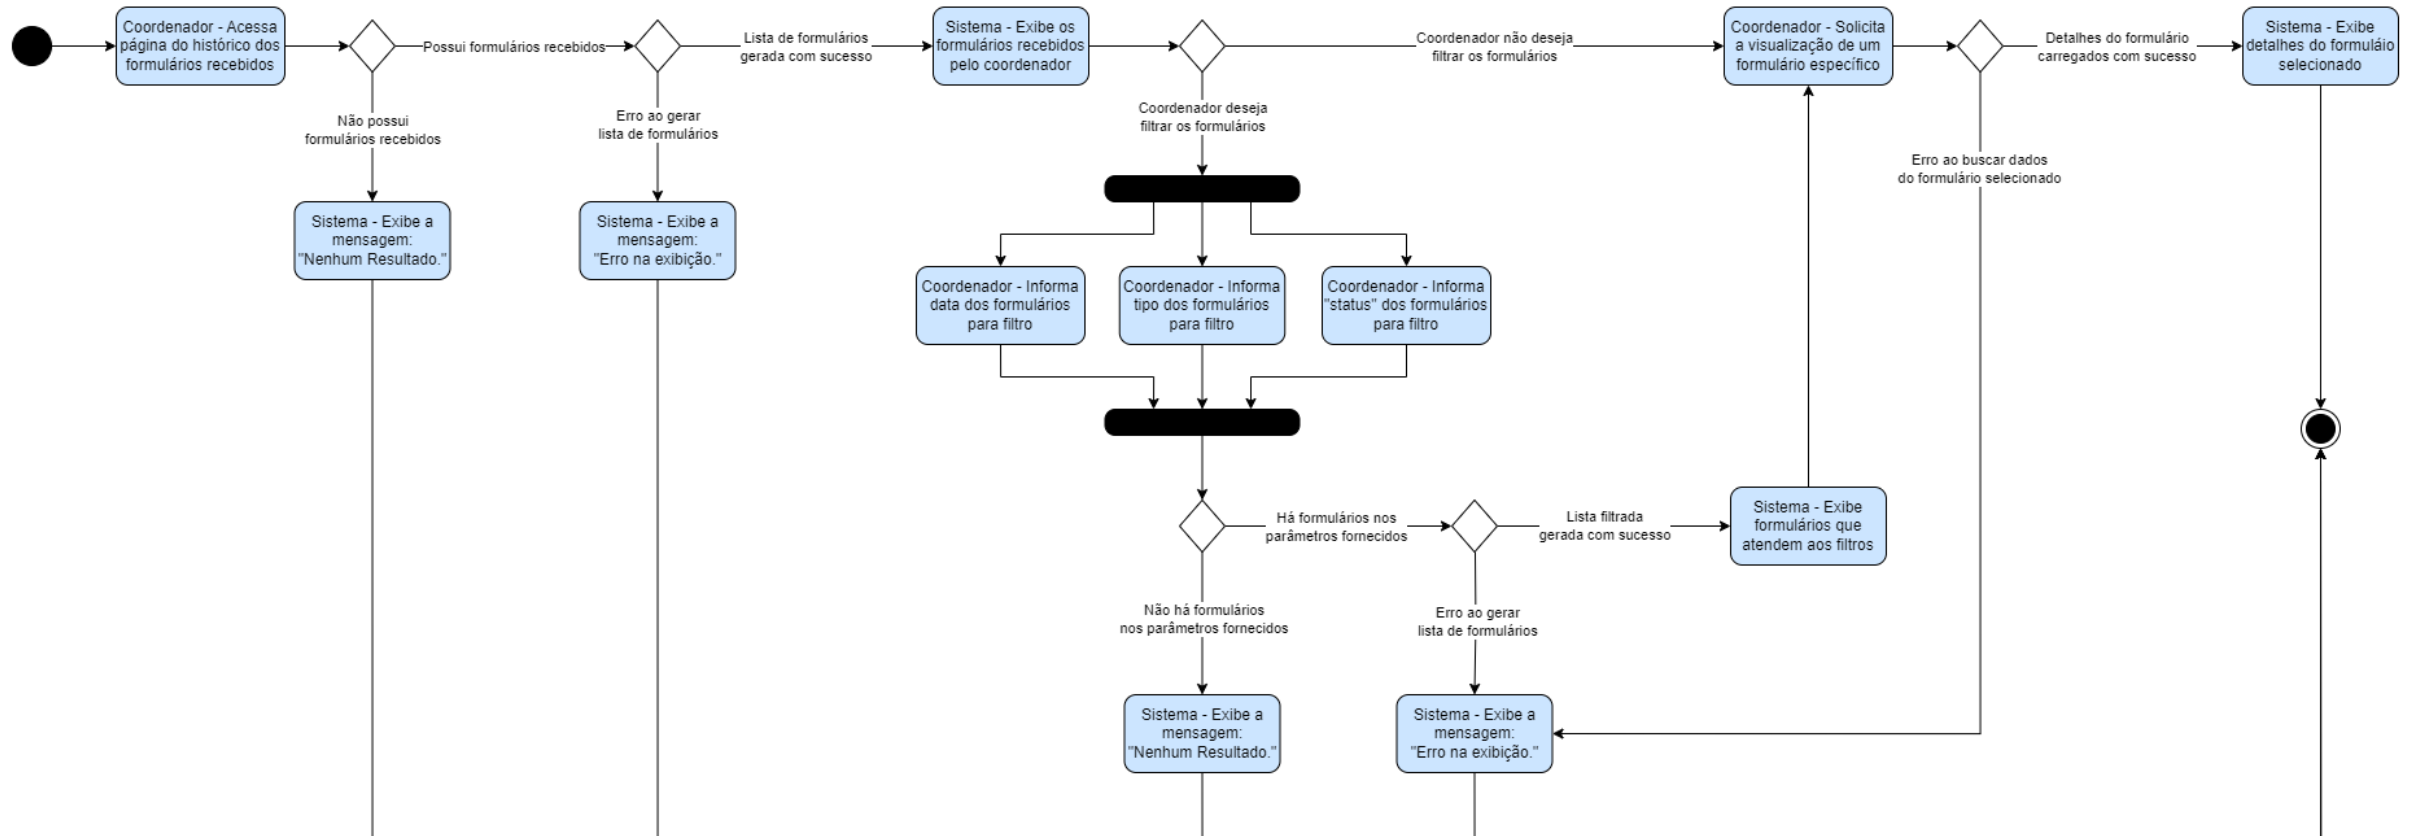 Coordenador - Acessa
página do histórico dos
formulários recebidos
Possui formulários recebidos
Lista de formulários
gerada com sucesso
Sistema - Exibe os
formulários recebidos
pelo coordenador
Coordenador não deseja
filtrar os formulários
Coordenador - Solicita
a visualização de um
formulário específico
Detalhes do formulário
carregados com sucesso
Sistema - Exibe
detalhes do formuláio
selecionado
Não possui
formulários recebidos
Erro ao gerar
lista de formulários
Coordenador deseja
filtrar os formulários
Erro ao buscar dados
do formulário selecionado
Sistema - Exibe a
mensagem:
"Nenhum Resultado."
Sistema - Exibe a
mensagem:
"Erro na exibição."
Coordenador - Informa
data dos formulários
para filtro
Coordenador - Informa
tipo dos formulários
para filtro
Coordenador - Informa
"status" dos formulários
para filtro
Há formulários nos
parâmetros fornecidos
Lista filtrada
gerada com sucesso
Sistema - Exibe
formulários que
atendem aos filtros
Não há formulários
nos parâmetros fornecidos
Erro ao gerar
lista de formulários
Sistema - Exibe a
mensagem:
"Nenhum Resultado."
Sistema - Exibe a
mensagem:
"Erro na exibição."